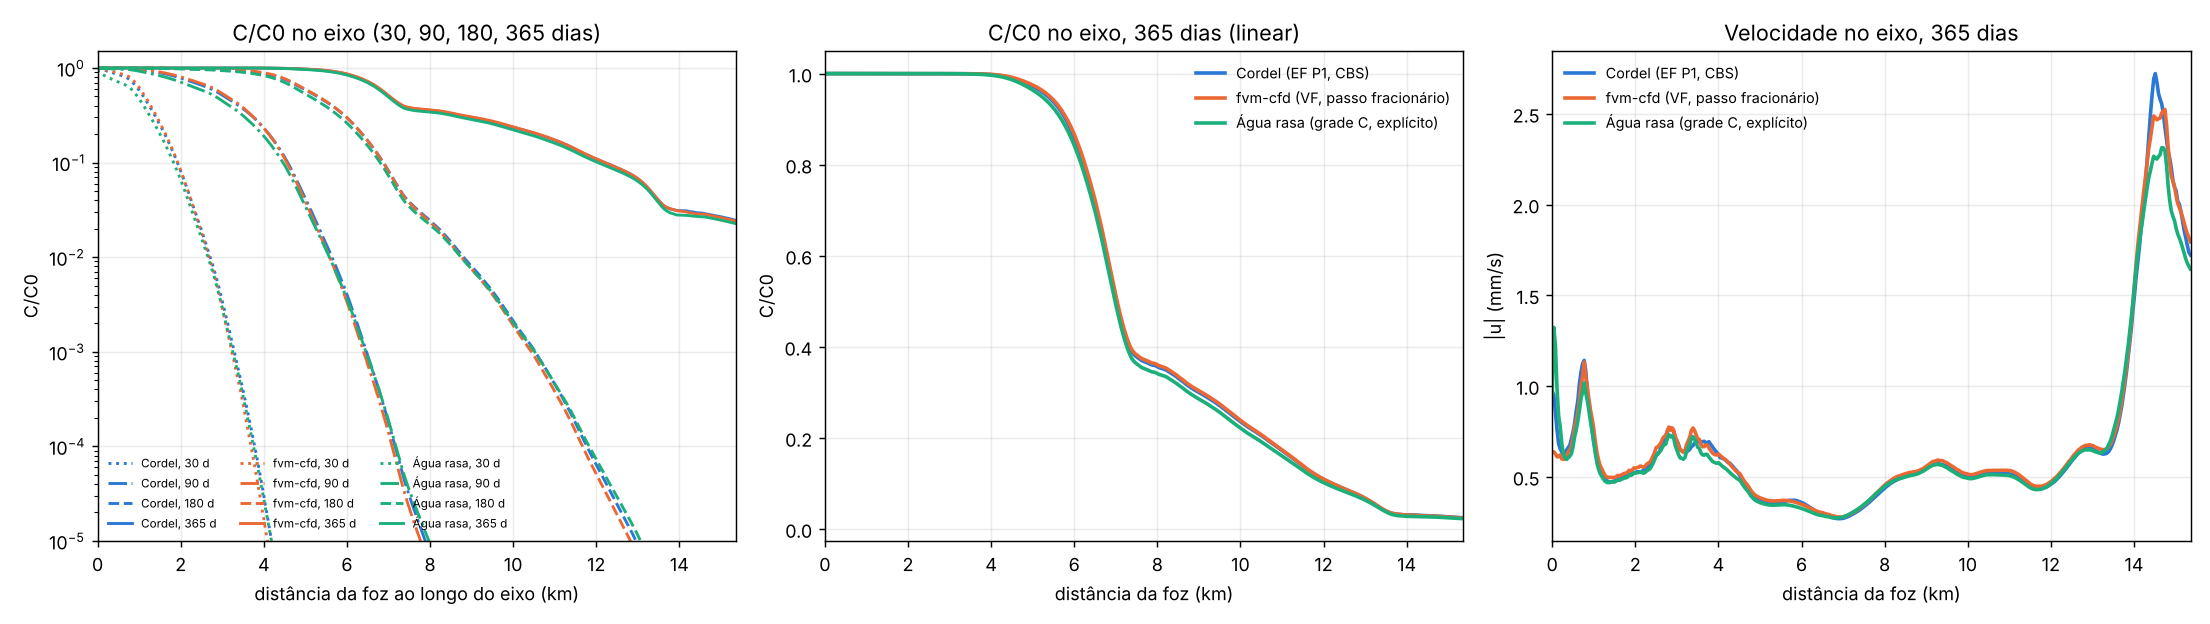 C/C0 no eixo (30, 90, 180, 365 dias)
C/C0
10⁰
10⁻¹
10⁻²
10⁻³
10⁻⁴
10⁻⁵
Cordel, 30 d
Cordel, 90 d
Cordel, 180 d
Cordel, 365 d
fvm-cfd, 30 d
fvm-cfd, 90 d
fvm-cfd, 180 d
fvm-cfd, 365 d
Água rasa, 30 d
Água rasa, 90 d
Água rasa, 180 d
Água rasa, 365 d
0 2 4 6 8 10 12 14
distância da foz ao longo do eixo (km)
C/C0 no eixo, 365 dias (linear)
C/C0
1.0
0.8
0.6
0.4
0.2
0.0
Cordel (EF P1, CBS)
fvm-cfd (VF, passo fracionário)
Água rasa (grade C, explícito)
0 2 4 6 8 10 12 14
distância da foz (km)
Velocidade no eixo, 365 dias
|u| (mm/s)
2.5
2.0
1.5
1.0
0.5
Cordel (EF P1, CBS)
fvm-cfd (VF, passo fracionário)
Água rasa (grade C, explícito)
0 2 4 6 8 10 12 14
distância da foz (km)